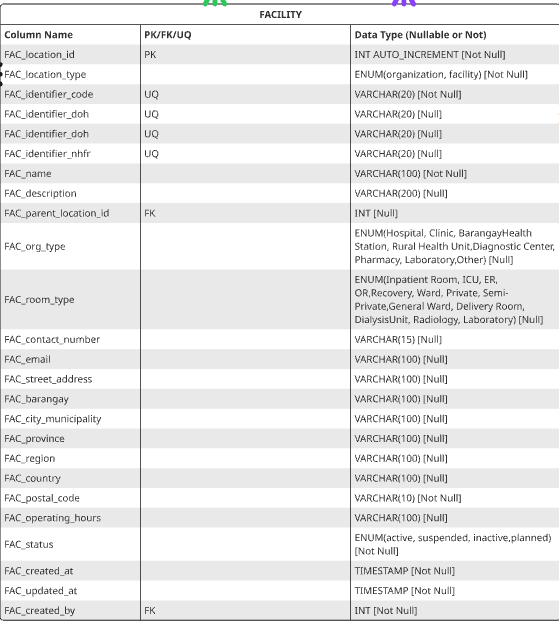 FACILITY
Column Name PK/FK/UQ Data Type (Nullable or Not)
FAC_location_id PK INT AUTO_INCREMENT [Not Null]
FAC_location_type ENUM(organization, facility) [Not Null]
FAC_identifier_code UQ VARCHAR(20) [Not Null]
FAC_identifier_doh UQ VARCHAR(20) [Null]
FAC_identifier_doh UQ VARCHAR(20) [Null]
FAC_identifier_nhfr UQ VARCHAR(20) [Null]
FAC_name VARCHAR(100) [Not Null]
FAC_description VARCHAR(200) [Null]
FAC_parent_location_id FK INT [Null]
FAC_org_type ENUM(Hospital, Clinic, BarangayHealth
Station, Rural Health Unit,Diagnostic Center,
Pharmacy, Laboratory,Other) [Null]
FAC_room_type ENUM(Inpatient Room, ICU, ER,
OR,Recovery, Ward, Private, Semi-
Private,General Ward, Delivery Room,
DialysisUnit, Radiology, Laboratory) [Null]
FAC_contact_number VARCHAR(15) [Null]
FAC_email VARCHAR(100) [Null]
FAC_street_address VARCHAR(100) [Null]
FAC_barangay VARCHAR(100) [Null]
FAC_city_municipality VARCHAR(100) [Null]
FAC_province VARCHAR(100) [Null]
FAC_region VARCHAR(100) [Null]
FAC_country VARCHAR(100) [Null]
FAC_postal_code VARCHAR(10) [Not Null]
FAC_operating_hours VARCHAR(100) [Null]
FAC_status ENUM(active, suspended, inactive,planned)
[Not Null]
FAC_created_at TIMESTAMP [Not Null]
FAC_updated_at TIMESTAMP [Not Null]
FAC_created_by FK INT [Not Null]